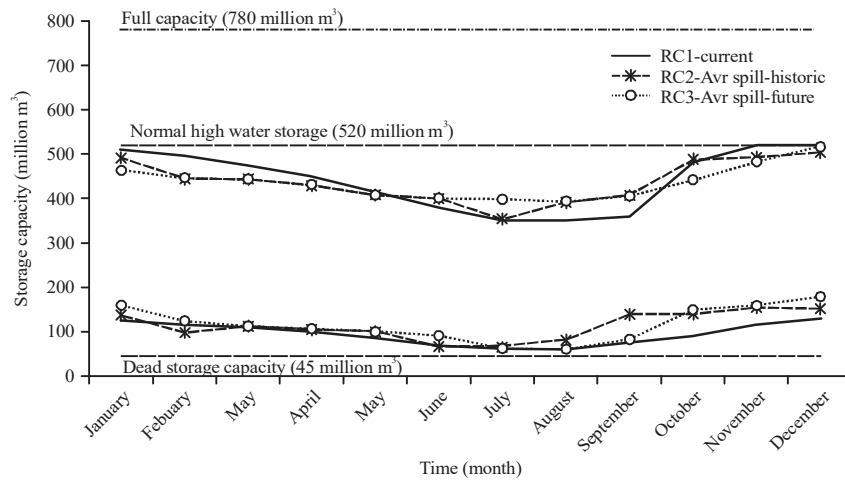 Full capacity (780 million m³)
RC1-current
RC2-Avr spill-historic
RC3-Avr spill-future
Normal high water storage (520 million m³)
Dead storage capacity (45 million m³)
Storage capacity (million m³)
800
700
600
500
400
300
200
100
0
January
Febuary
May
April
May
June
July
August
September
October
November
December
Time (month)